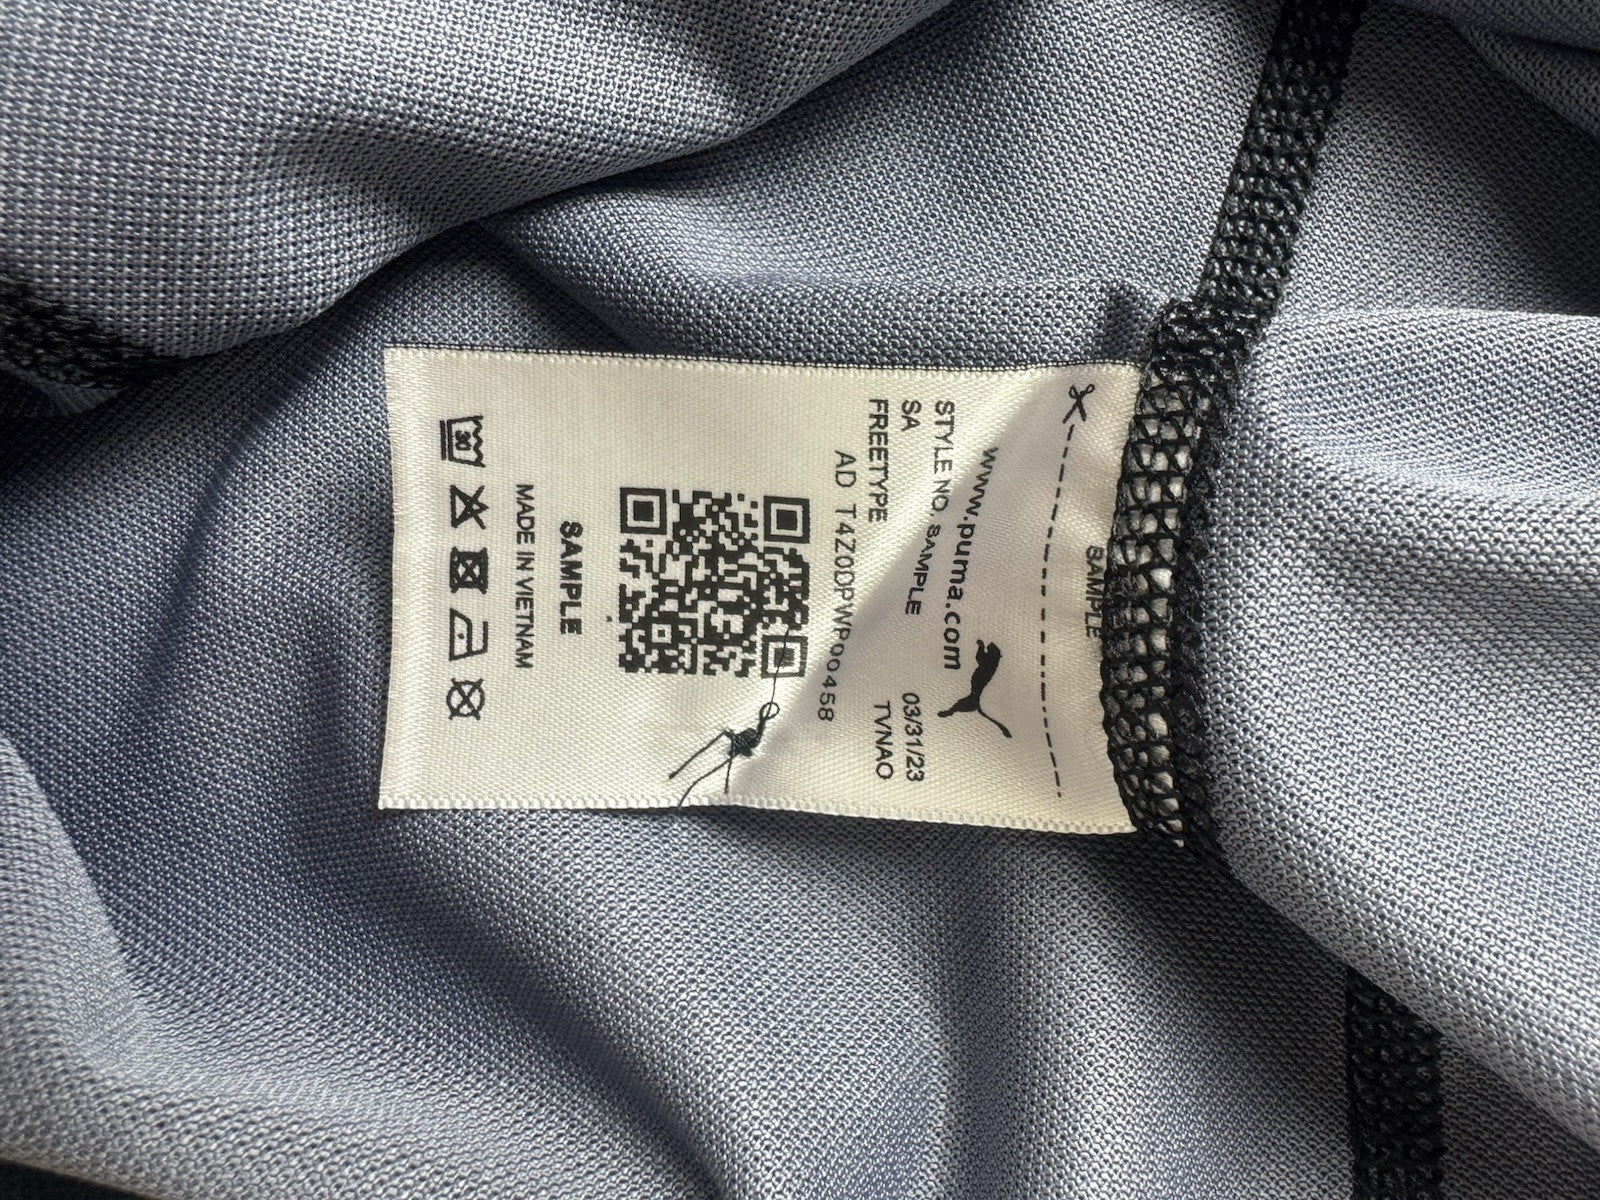 SAMPLE
www.puma.com
STYLE NO. SAMPLE 03/31/23
SA TVNAO
FREETYPE
AD T4Z0DPWP00458
SAMPLE
MADE IN VIETNAM
30